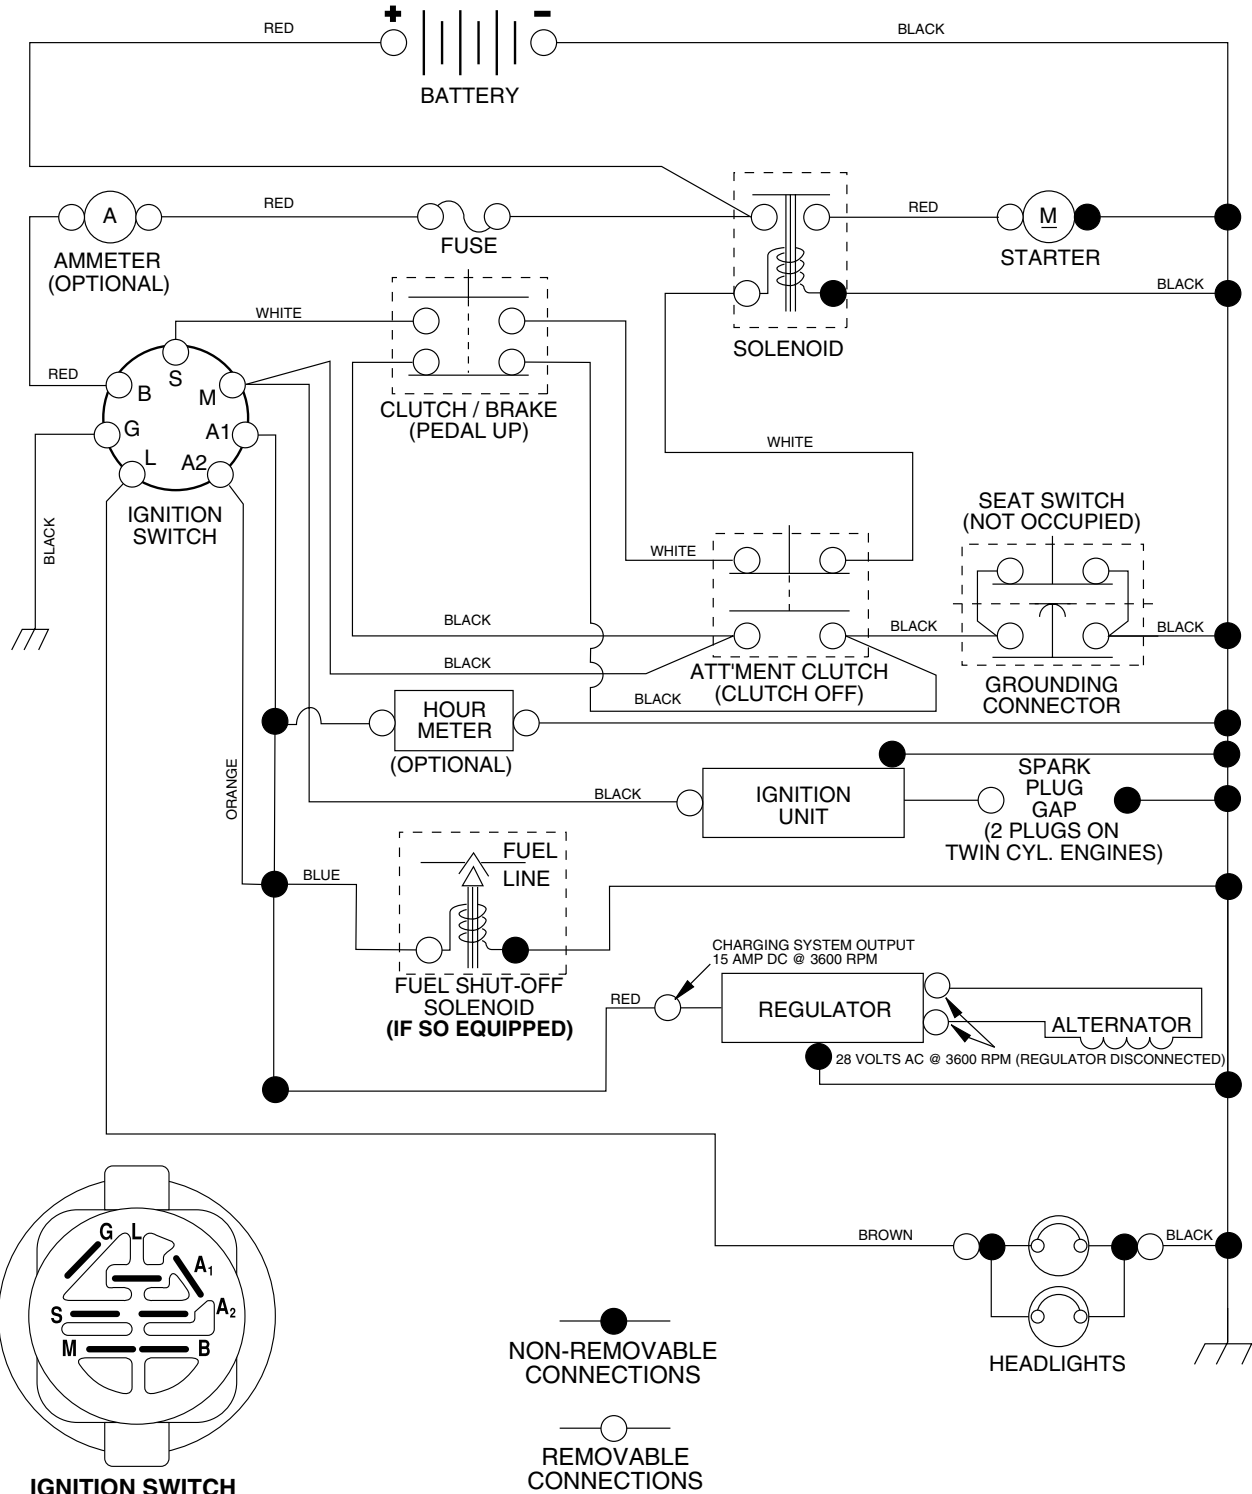 + −
RED
BLACK
BATTERY
A
RED
RED
M
AMMETER
(OPTIONAL)
FUSE
STARTER
BLACK
WHITE
SOLENOID
RED
S
B
M
G
A1
L
A2
CLUTCH / BRAKE
(PEDAL UP)
WHITE
IGNITION
SWITCH
BLACK
SEAT SWITCH
(NOT OCCUPIED)
WHITE
BLACK
BLACK
BLACK
BLACK
ATT'MENT CLUTCH
(CLUTCH OFF)
BLACK
GROUNDING
CONNECTOR
HOUR
METER
(OPTIONAL)
ORANGE
BLACK
IGNITION
UNIT
SPARK
PLUG
GAP
(2 PLUGS ON
TWIN CYL. ENGINES)
BLUE
FUEL
LINE
FUEL SHUT-OFF
SOLENOID
(IF SO EQUIPPED)
CHARGING SYSTEM OUTPUT
15 AMP DC @ 3600 RPM
RED
REGULATOR
ALTERNATOR
28 VOLTS AC @ 3600 RPM (REGULATOR DISCONNECTED)
BROWN
BLACK
HEADLIGHTS
G L
A1
A2
S
M
B
IGNITION SWITCH
NON-REMOVABLE
CONNECTIONS
REMOVABLE
CONNECTIONS